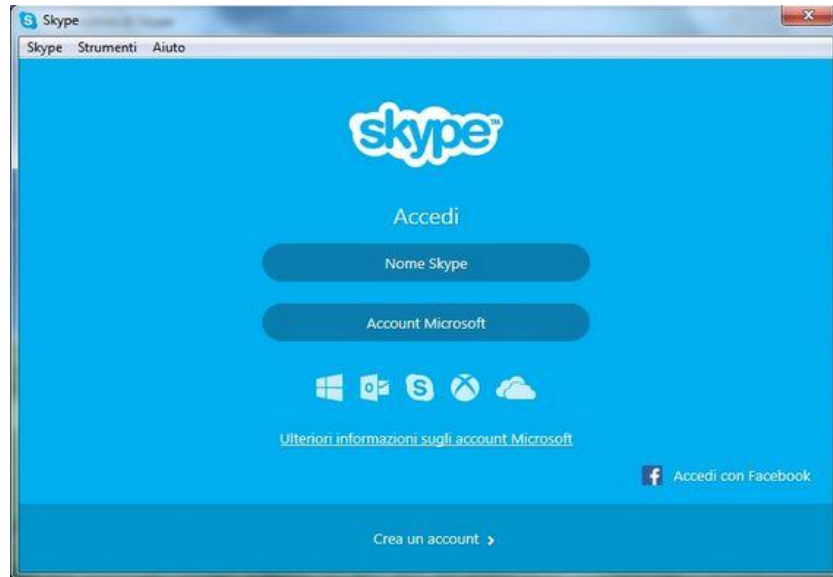 Skype
Skype Strumenti Aiuto
skype™
Accedi
Nome Skype
Account Microsoft
Ulteriori informazioni sugli account Microsoft
Accedi con Facebook
Crea un account